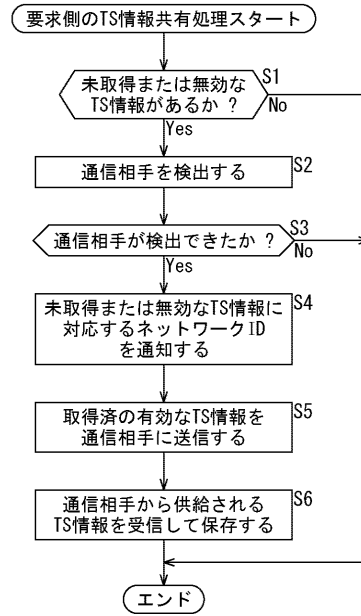 要求側のTS情報共有処理スタート
未取得または無効な
TS情報があるか ?
S1
No
Yes
通信相手を検出する
S2
通信相手が検出できたか ?
S3
No
Yes
未取得または無効なTS情報に
対応するネットワークID
を通知する
S4
取得済の有効なTS情報を
通信相手に送信する
S5
通信相手から供給される
TS情報を受信して保存する
S6
エンド